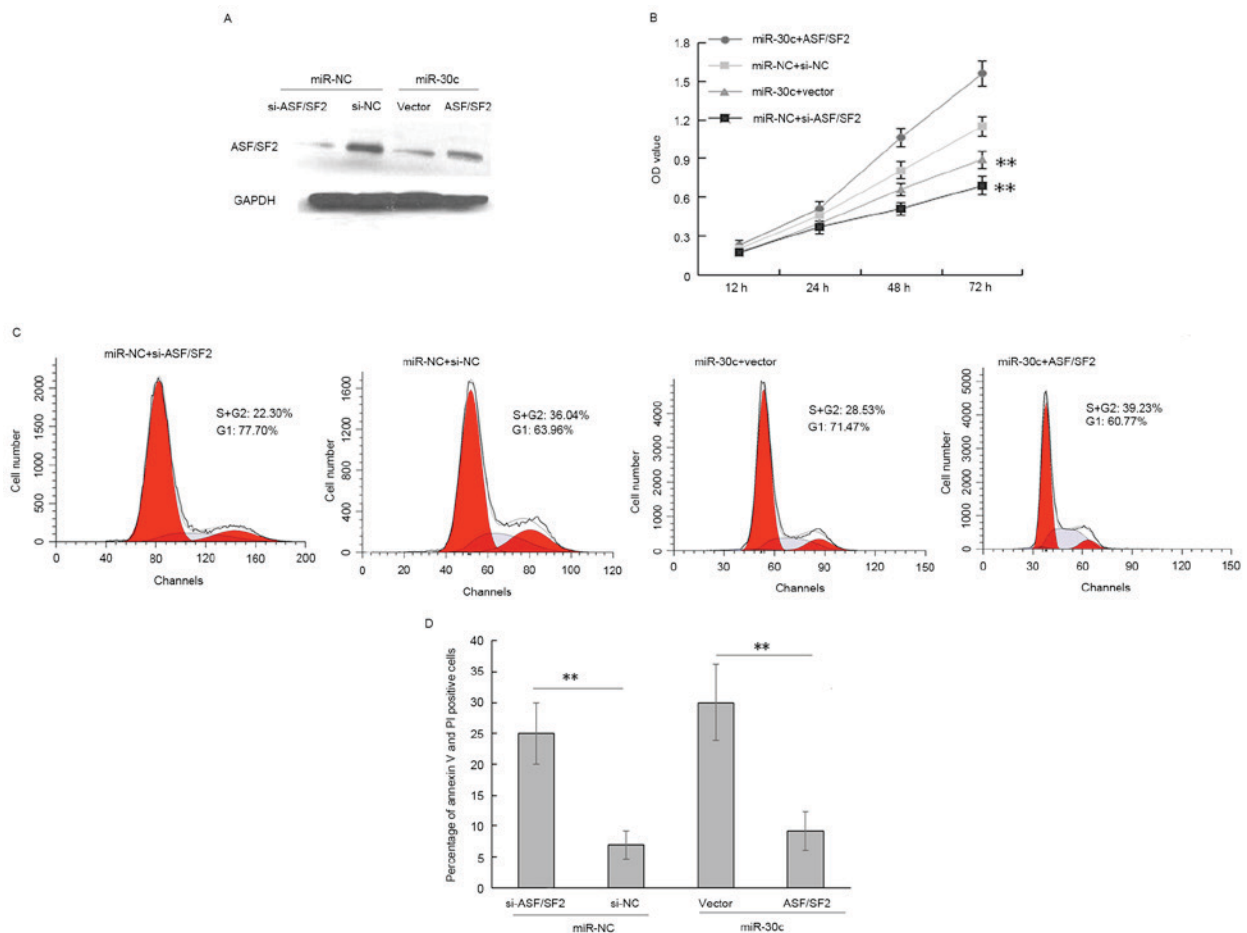 A
miR-NC miR-30c
si-ASF/SF2 si-NC Vector ASF/SF2
ASF/SF2
GAPDH
B
miR-30c+ASF/SF2
miR-NC+si-NC
miR-30c+vector
miR-NC+si-ASF/SF2
OD value
1.8
1.5
1.2
0.9
0.6
0.3
0
**
**
12 h 24 h 48 h 72 h
C
miR-NC+si-ASF/SF2
S+G2: 22.30%
G1: 77.70%
Cell number
2000
1500
1000
500
0
0 40 80 120 160 200
Channels
miR-NC+si-NC
S+G2: 36.04%
G1: 63.96%
Cell number
1600
1200
800
400
0
0 20 40 60 80 100 120
Channels
miR-30c+vector
S+G2: 28.53%
G1: 71.47%
Cell number
4000
3000
2000
1000
0
0 30 60 90 120 150
Channels
miR-30c+ASF/SF2
S+G2: 39.23%
G1: 60.77%
Cell number
5000
4000
3000
2000
1000
0
0 30 60 90 120 150
Channels
D
Percentage of annexin V and PI positive cells
40
35
30
25
20
15
10
5
0
** **
si-ASF/SF2 si-NC Vector ASF/SF2
miR-NC miR-30c